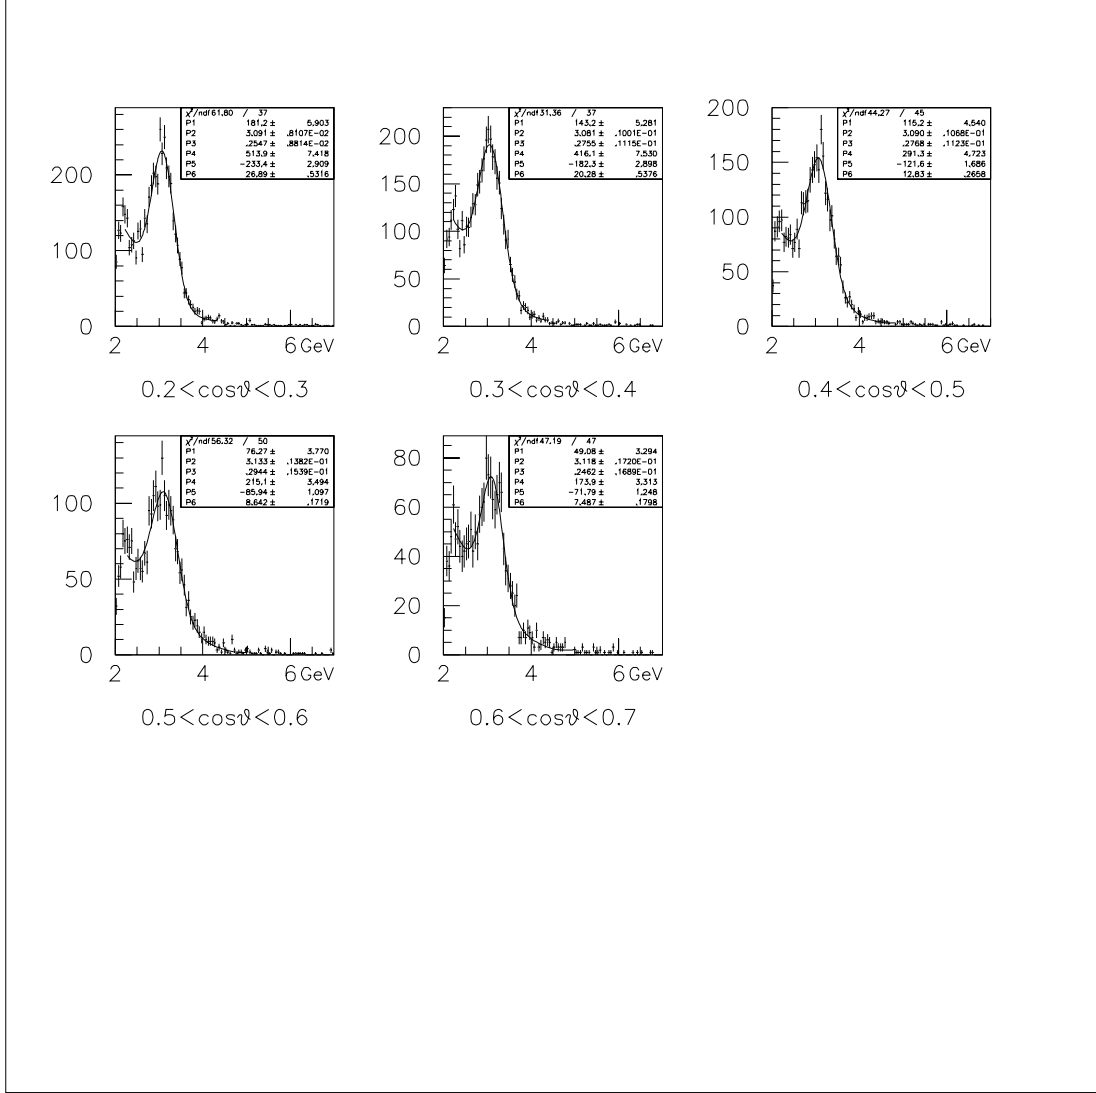 χ²/ndf 61.80 / 37
P1 181.2 ± 5.903
P2 3.091 ± .8107E-02
P3 .2547 ± .8814E-02
P4 513.9 ± 7.418
P5 -233.4 ± 2.909
P6 26.89 ± .5316
200
100
0
2 4 6 GeV
0.2<cosϑ<0.3
χ²/ndf 31.36 / 37
P1 143.2 ± 5.281
P2 3.081 ± .1001E-01
P3 .2755 ± .1115E-01
P4 416.1 ± 7.530
P5 -182.3 ± 2.898
P6 20.28 ± .5376
200
150
100
50
0
2 4 6 GeV
0.3<cosϑ<0.4
χ²/ndf 44.27 / 45
P1 115.2 ± 4.540
P2 3.090 ± .1068E-01
P3 .2768 ± .1123E-01
P4 291.3 ± 4.723
P5 -121.6 ± 1.686
P6 12.83 ± .2658
200
150
100
50
0
2 4 6 GeV
0.4<cosϑ<0.5
χ²/ndf 56.32 / 50
P1 76.27 ± 3.770
P2 3.133 ± .1382E-01
P3 .2944 ± .1539E-01
P4 215.1 ± 3.494
P5 -85.94 ± 1.097
P6 8.642 ± .1719
100
50
0
2 4 6 GeV
0.5<cosϑ<0.6
χ²/ndf 47.19 / 47
P1 49.08 ± 3.294
P2 3.118 ± .1720E-01
P3 .2462 ± .1689E-01
P4 173.9 ± 3.313
P5 -71.79 ± 1.248
P6 7.487 ± .1798
80
60
40
20
0
2 4 6 GeV
0.6<cosϑ<0.7